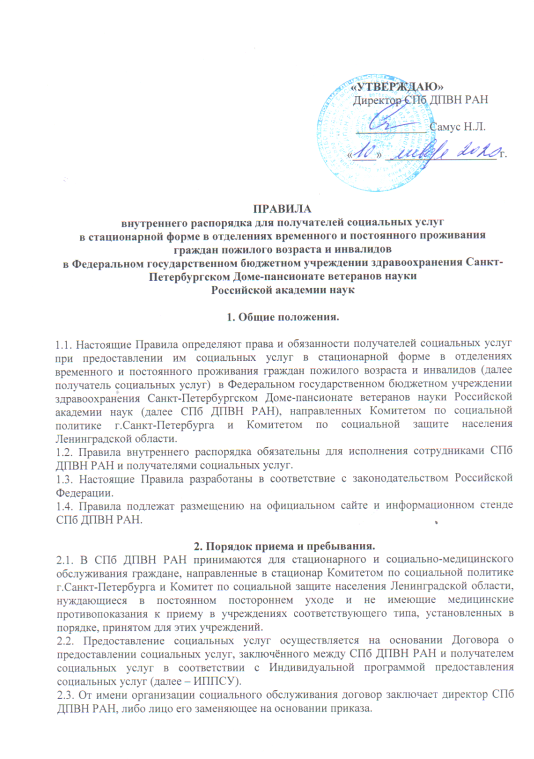 «УТВЕРЖДАЮ»
Директор СПб ДПВН РАН
Самус Н.Л.
«10» января 2020 г.
ПРАВИЛА
внутреннего распорядка для получателей социальных услуг
в стационарной форме в отделениях временного и постоянного проживания
граждан пожилого возраста и инвалидов
в Федеральном государственном бюджетном учреждении здравоохранения Санкт-
Петербургском Доме-пансионате ветеранов науки
Российской академии наук
1. Общие положения.
1.1. Настоящие Правила определяют права и обязанности получателей социальных услуг
при предоставлении им социальных услуг в стационарной форме в отделениях
временного и постоянного проживания граждан пожилого возраста и инвалидов (далее
получатель социальных услуг) в Федеральном государственном бюджетном учреждении
здравоохранения Санкт-Петербургском Доме-пансионате ветеранов науки Российской
академии наук (далее СПб ДПВН РАН), направленных Комитетом по социальной
политике г.Санкт-Петербурга и Комитетом по социальной защите населения
Ленинградской области.
1.2. Правила внутреннего распорядка обязательны для исполнения сотрудниками СПб
ДПВН РАН и получателями социальных услуг.
1.3. Настоящие Правила разработаны в соответствие с законодательством Российской
Федерации.
1.4. Правила подлежат размещению на официальном сайте и информационном стенде
СПб ДПВН РАН.
2. Порядок приема и пребывания.
2.1. В СПб ДПВН РАН принимаются для стационарного и социально-медицинского
обслуживания граждане, направленные в стационар Комитетом по социальной политике
г.Санкт-Петербурга и Комитет по социальной защите населения Ленинградской области,
нуждающиеся в постоянном постороннем уходе и не имеющие медицинские
противопоказания к приему в учреждениях соответствующего типа, установленных в
порядке, принятом для этих учреждений.
2.2. Предоставление социальных услуг осуществляется на основании Договора о
предоставлении социальных услуг, заключённого между СПб ДПВН РАН и получателем
социальных услуг в соответствии с Индивидуальной программой предоставления
социальных услуг (далее – ИППСУ).
2.3. От имени организации социального обслуживания договор заключает директор СПб
ДПВН РАН, либо лицо его заменяющее на основании приказа.